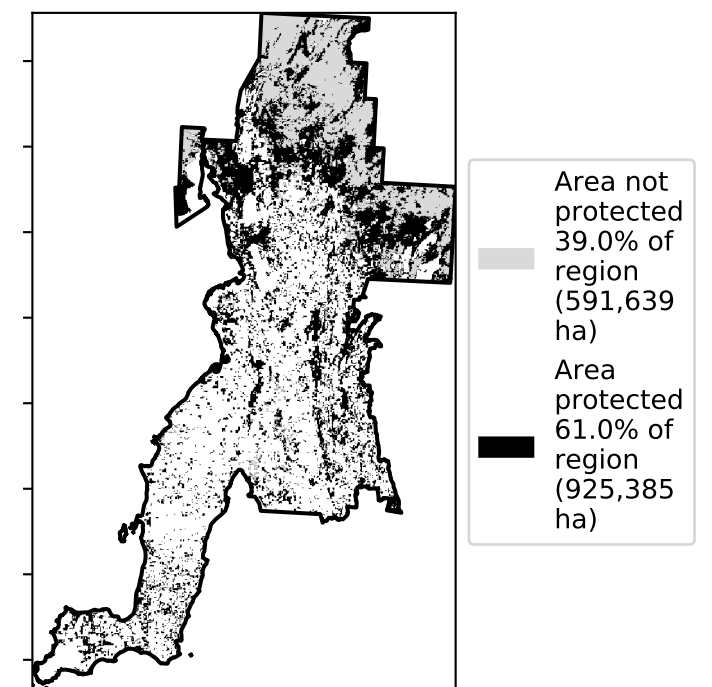 Area not
protected
39.0% of
region
(591,639
ha)
Area
protected
61.0% of
region
(925,385
ha)